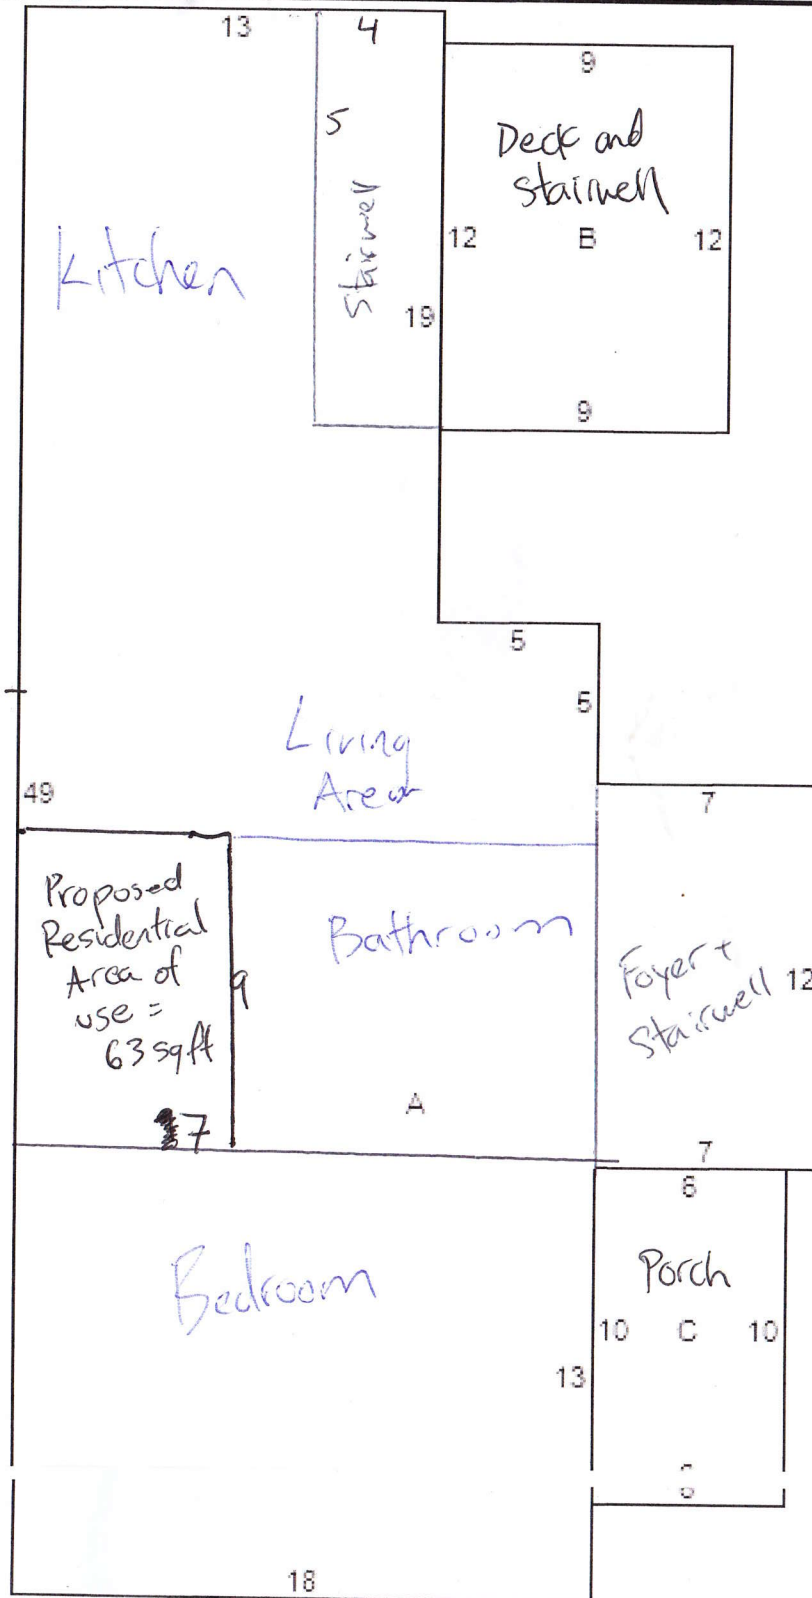 13
4
9
5
Deck and
stairwell
Stairwell
12 B 12
Kitchen
19
9
5
5
Living
Area
49
7
Proposed
Residential
Area of
use =
63 sqft
9
Bathroom
Foyer +
Stairwell
12
A
7
7
6
Porch
Bedroom
10 C 10
13
18